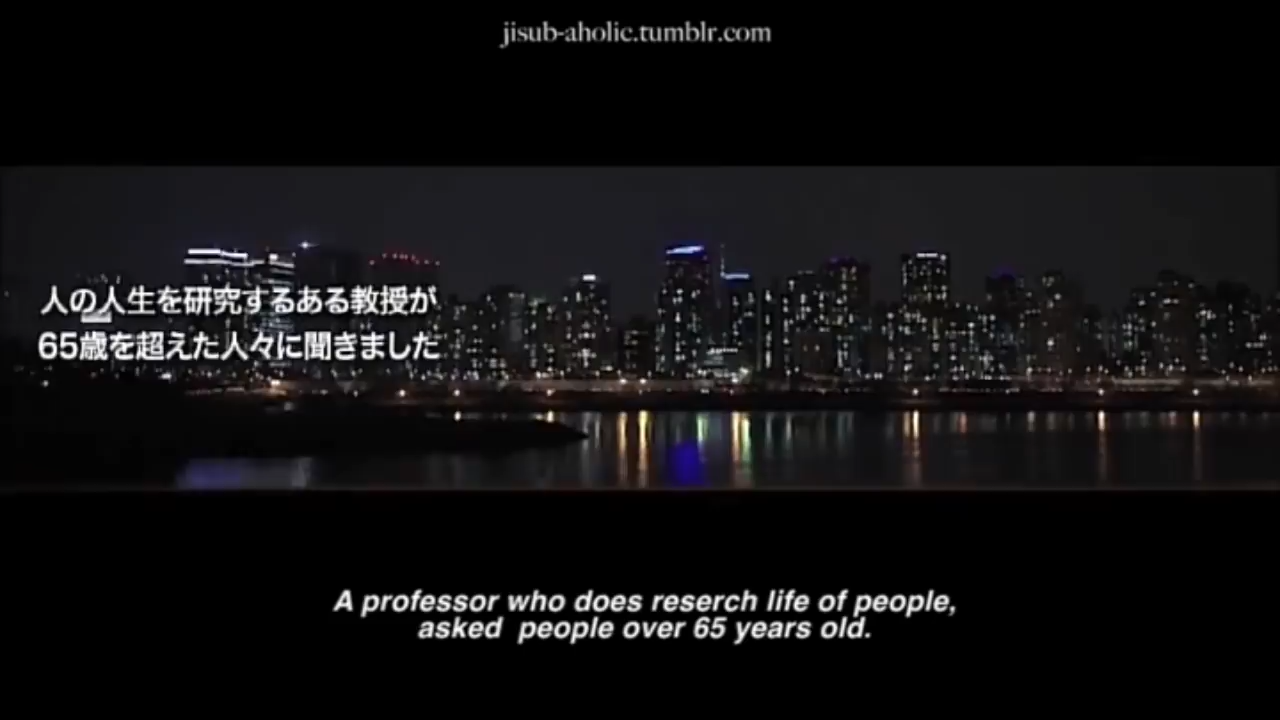 jisub-aholic.tumblr.com
人の人生を研究するある教授が
65歳を超えた人々に聞きました
A professor who does reserch life of people,
asked  people over 65 years old.